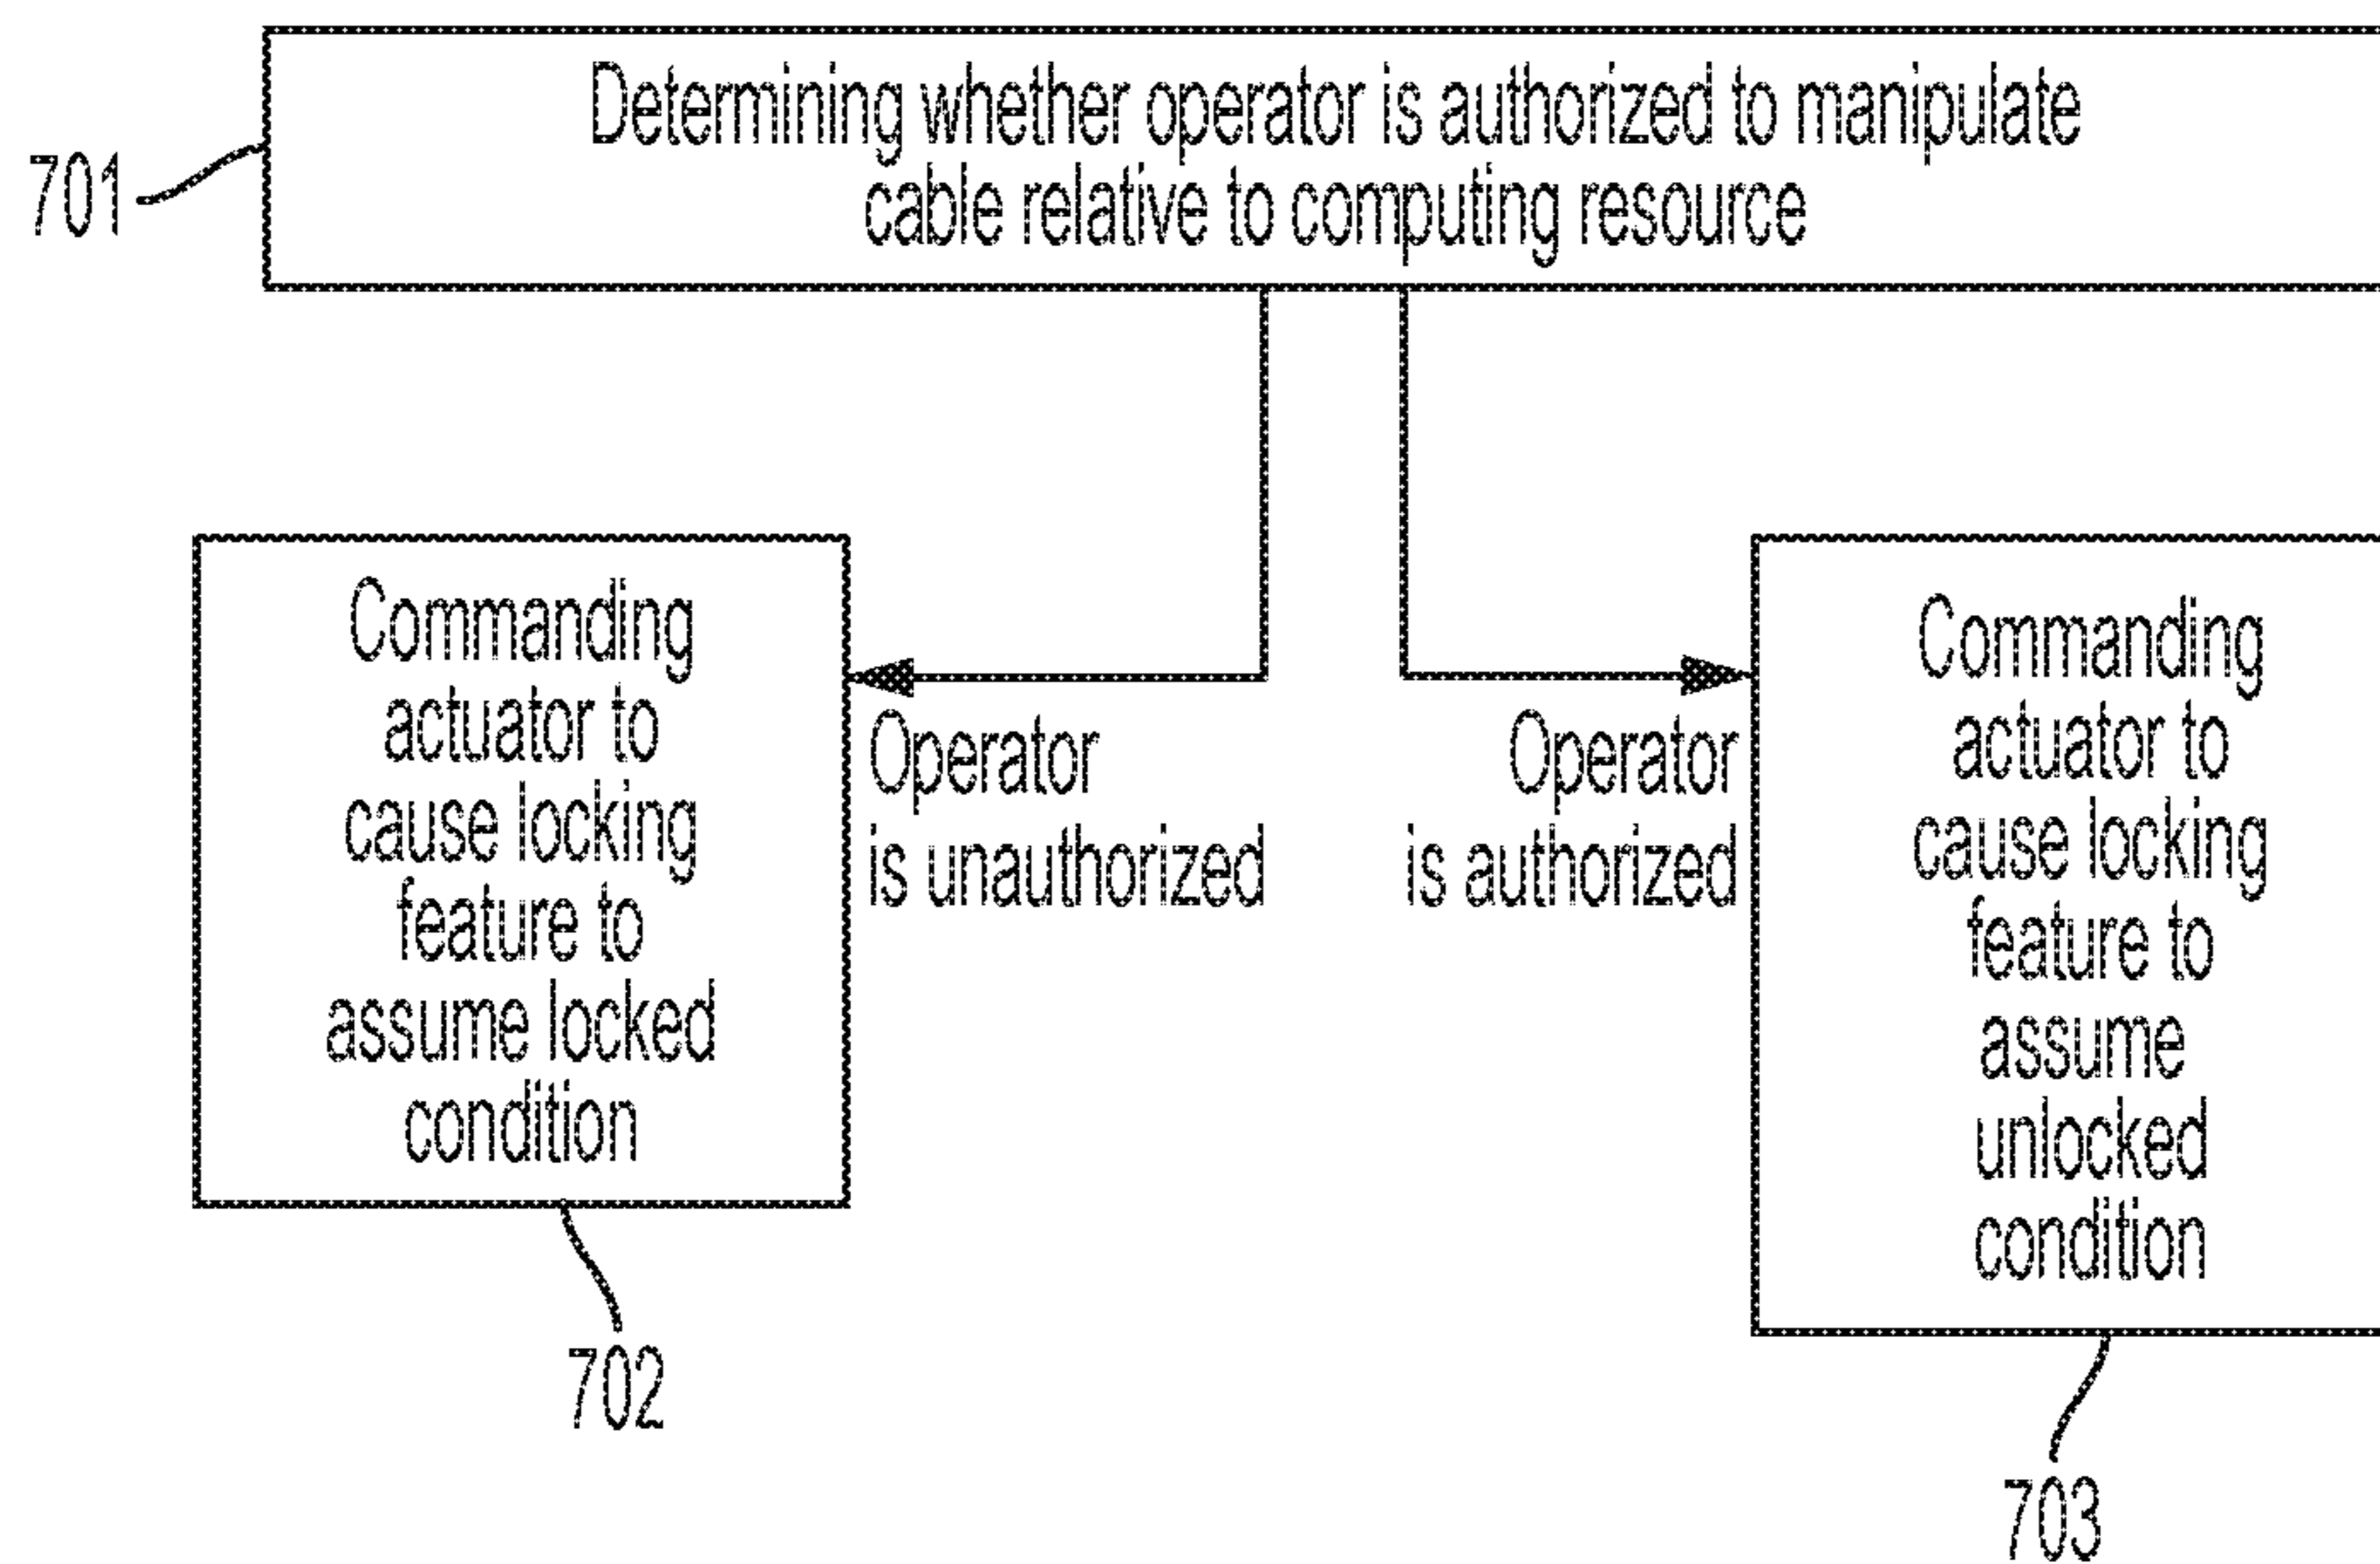 Determining whether operator is authorized to manipulate
cable relative to computing resource
701
Commanding
actuator to
cause locking
feature to
assume locked
condition
702
Operator
is unauthorized
Operator
is authorized
Commanding
actuator to
cause locking
feature to
assume
unlocked
condition
703